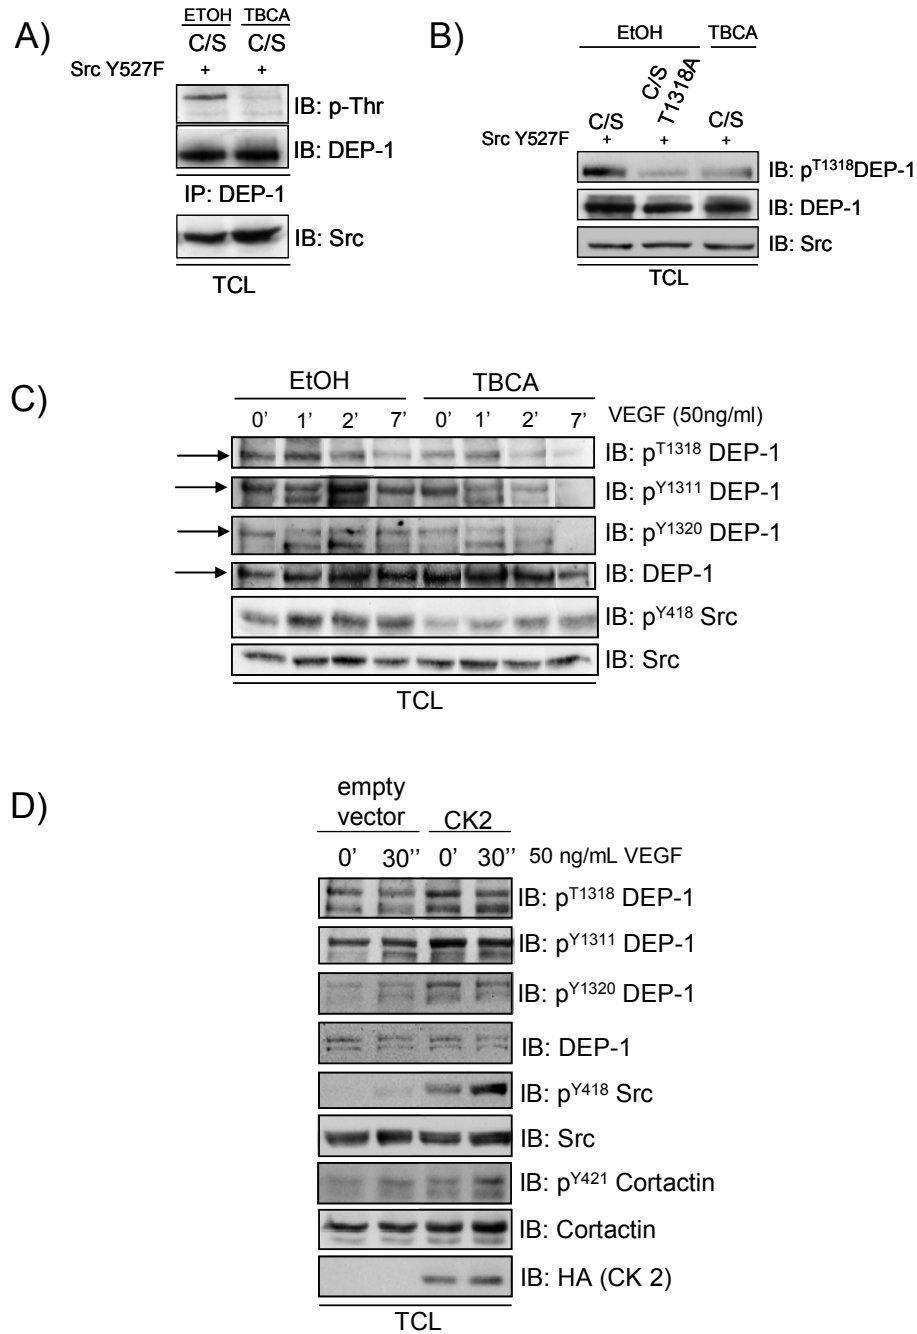 A)
ETOH TBCA
C/S C/S
Src Y527F + +
IB: p-Thr
IB: DEP-1
IP: DEP-1
IB: Src
TCL
B)
EtOH TBCA
C/S C/S T1318A C/S
Src Y527F + + +
IB: pT1318DEP-1
IB: DEP-1
IB: Src
TCL
C)
EtOH TBCA
0' 1' 2' 7' 0' 1' 2' 7' VEGF (50ng/ml)
IB: pT1318 DEP-1
IB: pY1311 DEP-1
IB: pY1320 DEP-1
IB: DEP-1
IB: pY418 Src
IB: Src
TCL
D)
empty
vector CK2
0' 30'' 0' 30'' 50 ng/mL VEGF
IB: pT1318 DEP-1
IB: pY1311 DEP-1
IB: pY1320 DEP-1
IB: DEP-1
IB: pY418 Src
IB: Src
IB: pY421 Cortactin
IB: Cortactin
IB: HA (CK 2)
TCL